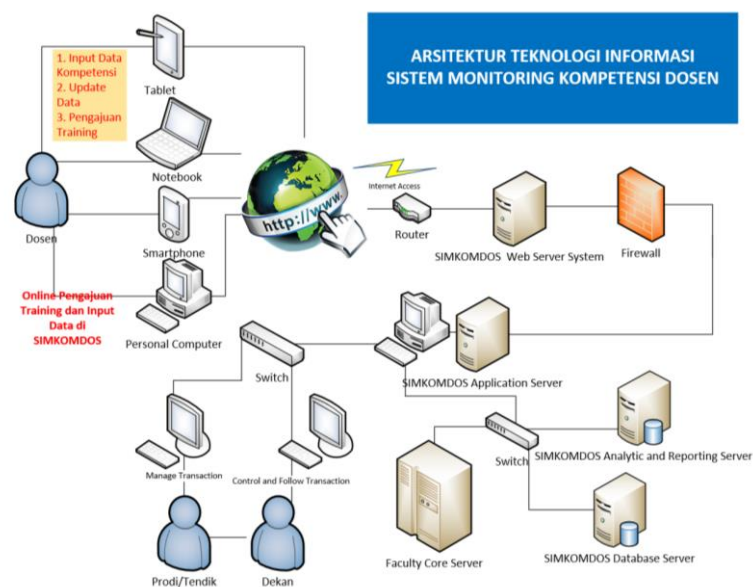 ARSITEKTUR TEKNOLOGI INFORMASI
SISTEM MONITORING KOMPETENSI DOSEN
1. Input Data
Kompetensi
2. Update
Data
3. Pengajuan
Training
Tablet
Notebook
Dosen
Smartphone
http://www.
Internet Access
Router
SIMKOMDOS Web Server System
Firewall
Online Pengajuan
Training dan Input
Data di
SIMKOMDOS
Personal Computer
Switch
SIMKOMDOS Application Server
Manage Transaction
Control and Follow Transaction
Switch
SIMKOMDOS Analytic and Reporting Server
Faculty Core Server
SIMKOMDOS Database Server
Prodi/Tendik
Dekan